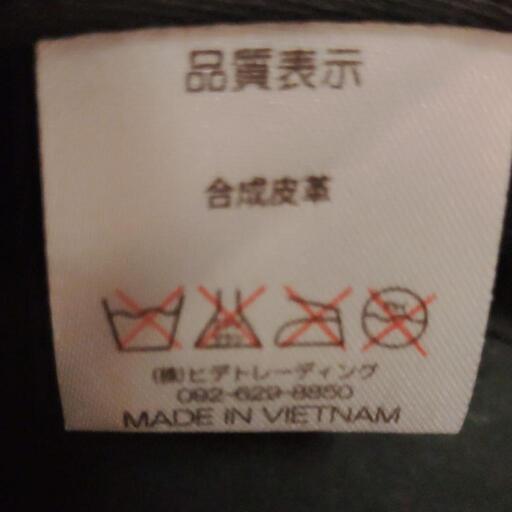 品質表示
合成皮革
(株)ヒデトレーディング
092-629-8850
MADE IN VIETNAM